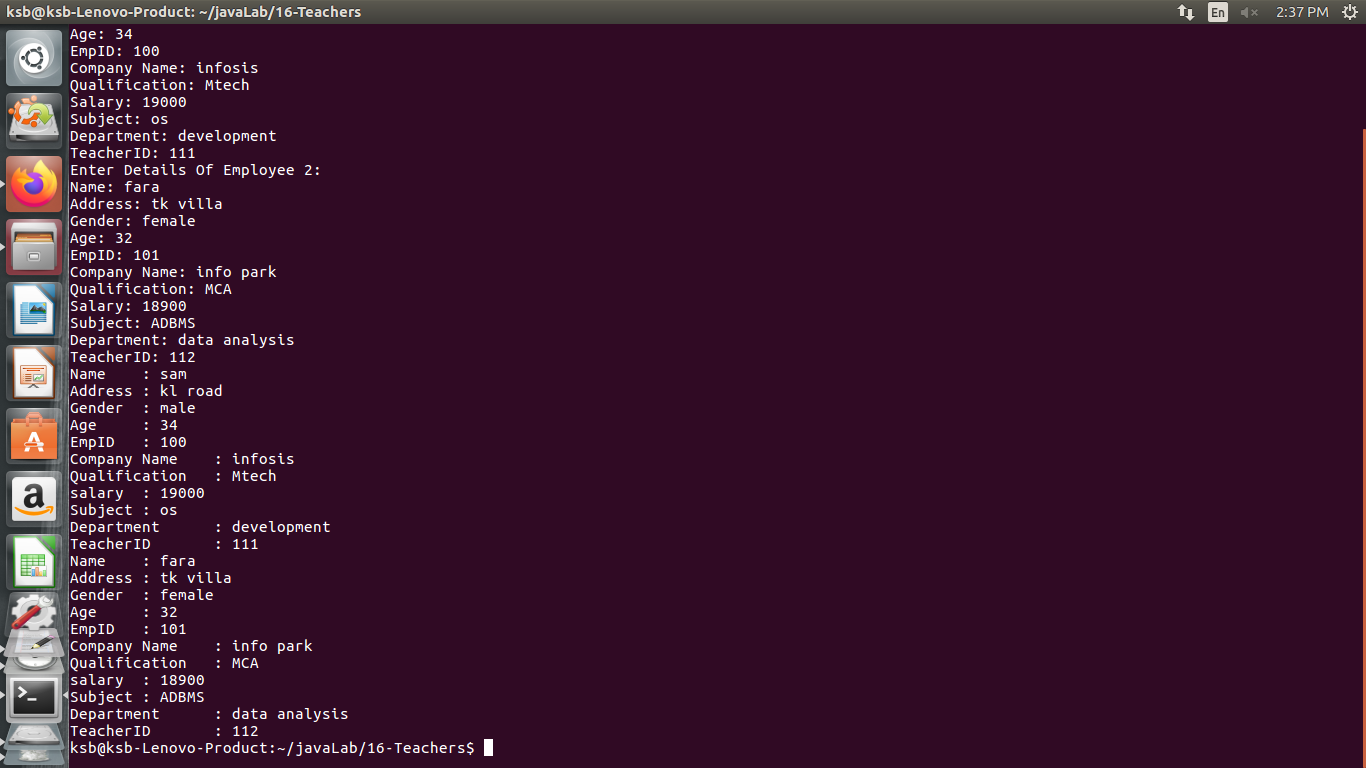 ksb@ksb-Lenovo-Product: ~/javaLab/16-Teachers En 2:37 PM
Age: 34
EmpID: 100
Company Name: infosis
Qualification: Mtech
Salary: 19000
Subject: os
Department: development
TeacherID: 111
Enter Details Of Employee 2:
Name: fara
Address: tk villa
Gender: female
Age: 32
EmpID: 101
Company Name: info park
Qualification: MCA
Salary: 18900
Subject: ADBMS
Department: data analysis
TeacherID: 112
Name    : sam
Address : kl road
Gender  : male
Age     : 34
EmpID   : 100
Company Name    : infosis
Qualification   : Mtech
salary  : 19000
Subject : os
Department      : development
TeacherID       : 111
Name    : fara
Address : tk villa
Gender  : female
Age     : 32
EmpID   : 101
Company Name    : info park
Qualification   : MCA
salary  : 18900
Subject : ADBMS
Department      : data analysis
TeacherID       : 112
ksb@ksb-Lenovo-Product:~/javaLab/16-Teachers$